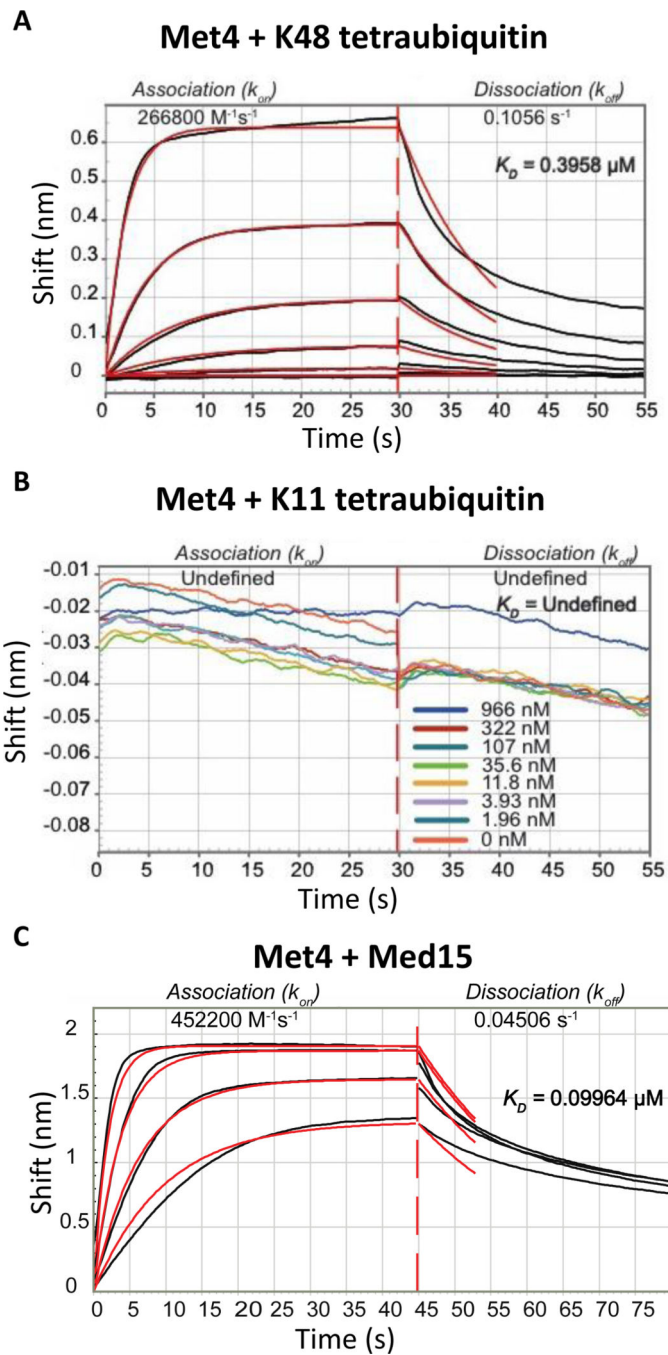 A
Met4 + K48 tetraubiquitin
Association (kon)
Dissociation (koff)
266800 M-1s-1
0.1056 s-1
KD = 0.3958 µM
0.6
0.5
0.4
0.3
0.2
0.1
0
Shift (nm)
0 5 10 15 20 25 30 35 40 45 50 55
Time (s)
B
Met4 + K11 tetraubiquitin
Association (kon)
Dissociation (koff)
Undefined
Undefined
KD = Undefined
-0.01
-0.02
-0.03
-0.04
-0.05
-0.06
-0.07
-0.08
Shift (nm)
966 nM
322 nM
107 nM
35.6 nM
11.8 nM
3.93 nM
1.96 nM
0 nM
0 5 10 15 20 25 30 35 40 45 50 55
Time (s)
C
Met4 + Med15
Association (kon)
Dissociation (koff)
452200 M-1s-1
0.04506 s-1
KD = 0.09964 µM
2
1.5
1
0.5
0
Shift (nm)
0 5 10 15 20 25 30 35 40 45 50 55 60 65 70 75
Time (s)